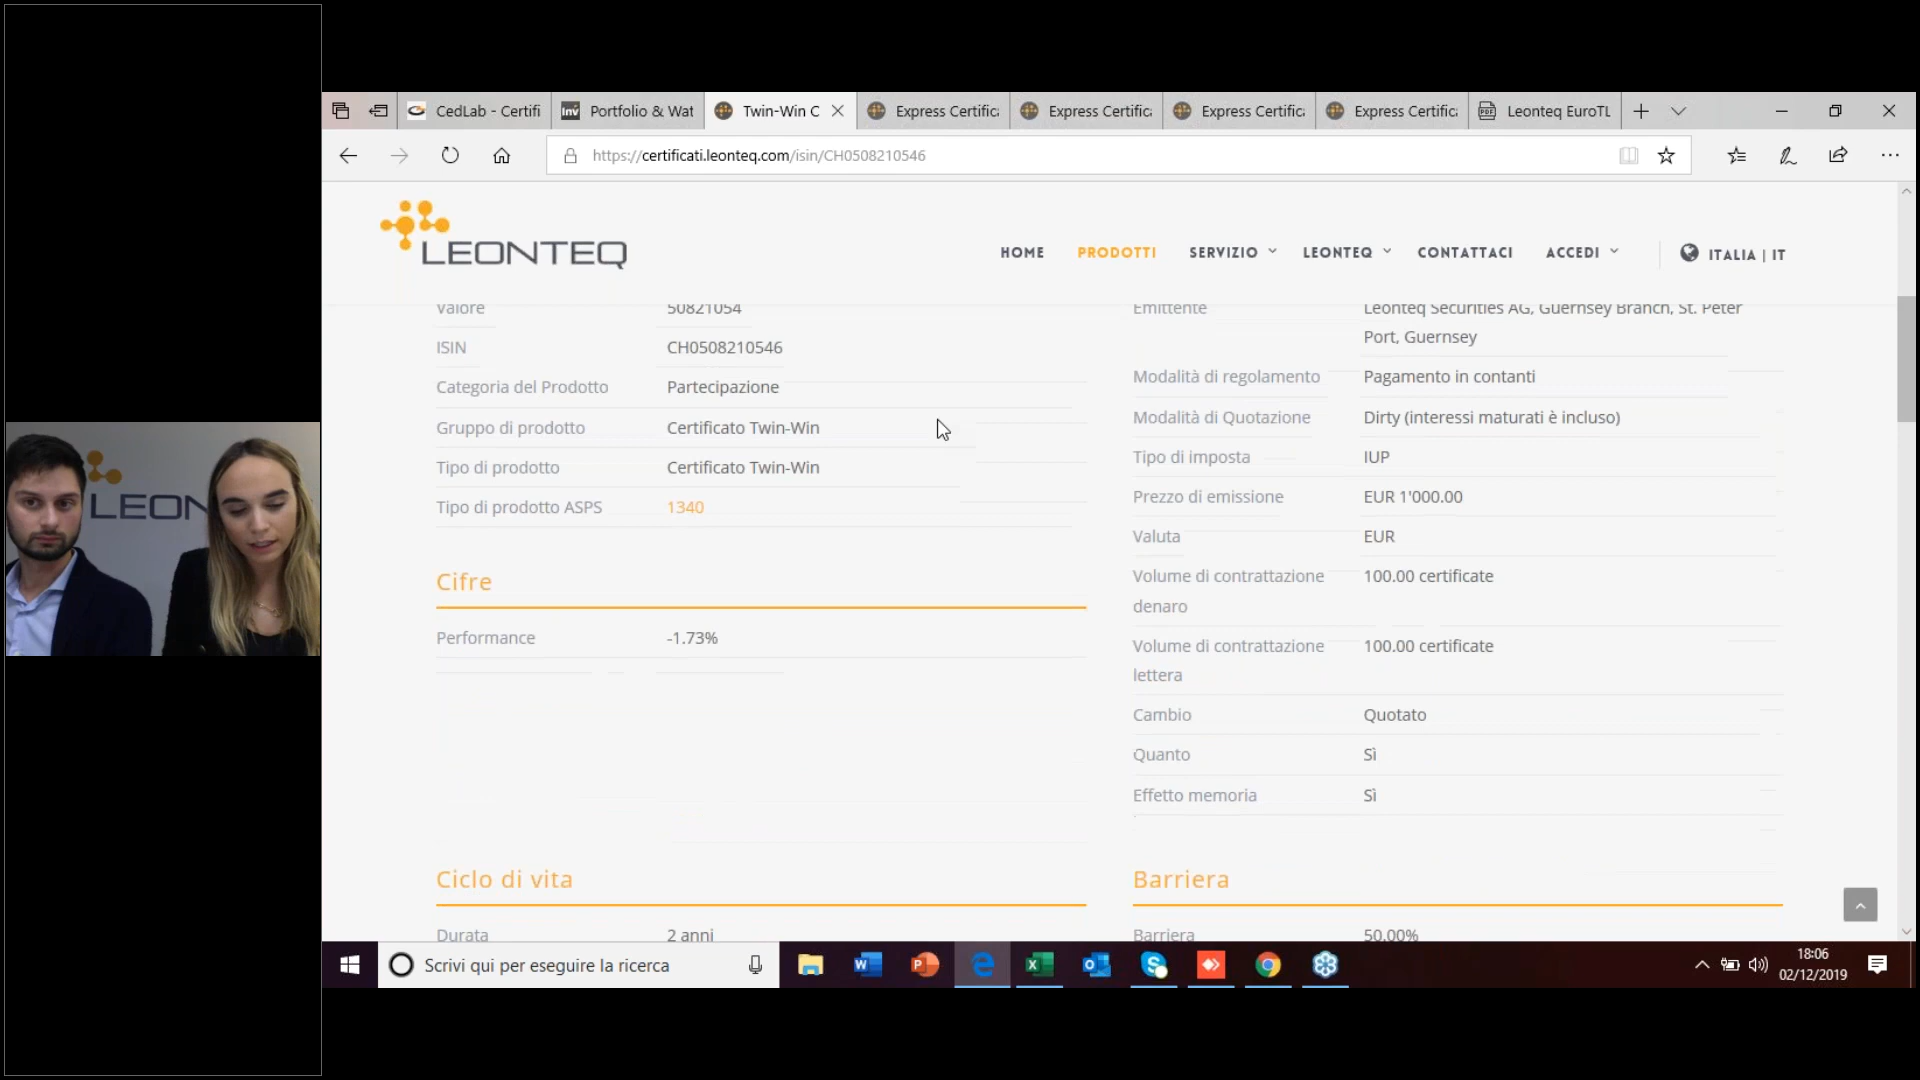 CedLab - Certifi
Portfolio & Wat
Twin-Win C
Express Certific
Express Certific
Express Certific
Express Certific
Leonteq EuroTL
https://certificati.leonteq.com/isin/CH0508210546
LEONTEQ
HOME PRODOTTI SERVIZIO LEONTEQ CONTATTACI ACCEDI ITALIA | IT
Valore 50821054
ISIN CH0508210546
Categoria del Prodotto Partecipazione
Gruppo di prodotto Certificato Twin-Win
Tipo di prodotto Certificato Twin-Win
Tipo di prodotto ASPS 1340
Cifre
Performance -1.73%
Ciclo di vita
Durata 2 anni
Emittente Leonteq Securities AG, Guernsey Branch, St. Peter
Port, Guernsey
Modalità di regolamento Pagamento in contanti
Modalità di Quotazione Dirty (interessi maturati è incluso)
Tipo di imposta IUP
Prezzo di emissione EUR 1'000.00
Valuta EUR
Volume di contrattazione 100.00 certificate
denaro
Volume di contrattazione 100.00 certificate
lettera
Cambio Quotato
Quanto Sì
Effetto memoria Sì
Barriera
Barriera 50.00%
LEON
Scrivi qui per eseguire la ricerca
18:06
02/12/2019